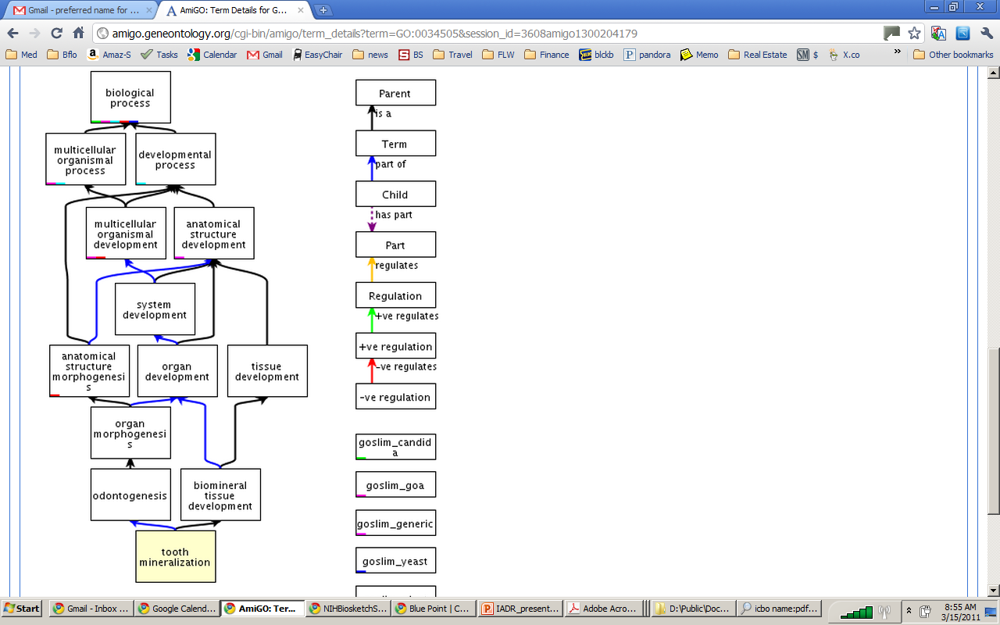 Gmail - preferred name for ...
AmiGO: Term Details for G...
amigo.geneontology.org/cgi-bin/amigo/term_details?term=GO:0034505&session_id=3608amigo1300204179
Med Bflo Amaz-S Tasks Calendar Gmail EasyChair news BS Travel FLW Finance blckb pandora Memo Real Estate SM $ X.co » Other bookmarks
biological
process
multicellular
organismal
process
developmental
process
multicellular
organismal
development
anatomical
structure
development
system
development
anatomical
structure
morphogenesi
s
organ
development
tissue
development
organ
morphogenesi
s
odontogenesis
biomineral
tissue
development
tooth
mineralization
Parent
is a
Term
part of
Child
has part
Part
regulates
Regulation
+ve regulates
+ve regulation
-ve regulates
-ve regulation
goslim_candid
a
goslim_goa
goslim_generic
goslim_yeast
Start
Gmail - Inbox ...
Google Calend...
AmiGO: Ter...
NIHBiosketchS...
Blue Point | C...
IADR_present...
Adobe Acro...
D:\Public\Doc...
icbo name:pdf...
8:55 AM
3/15/2011